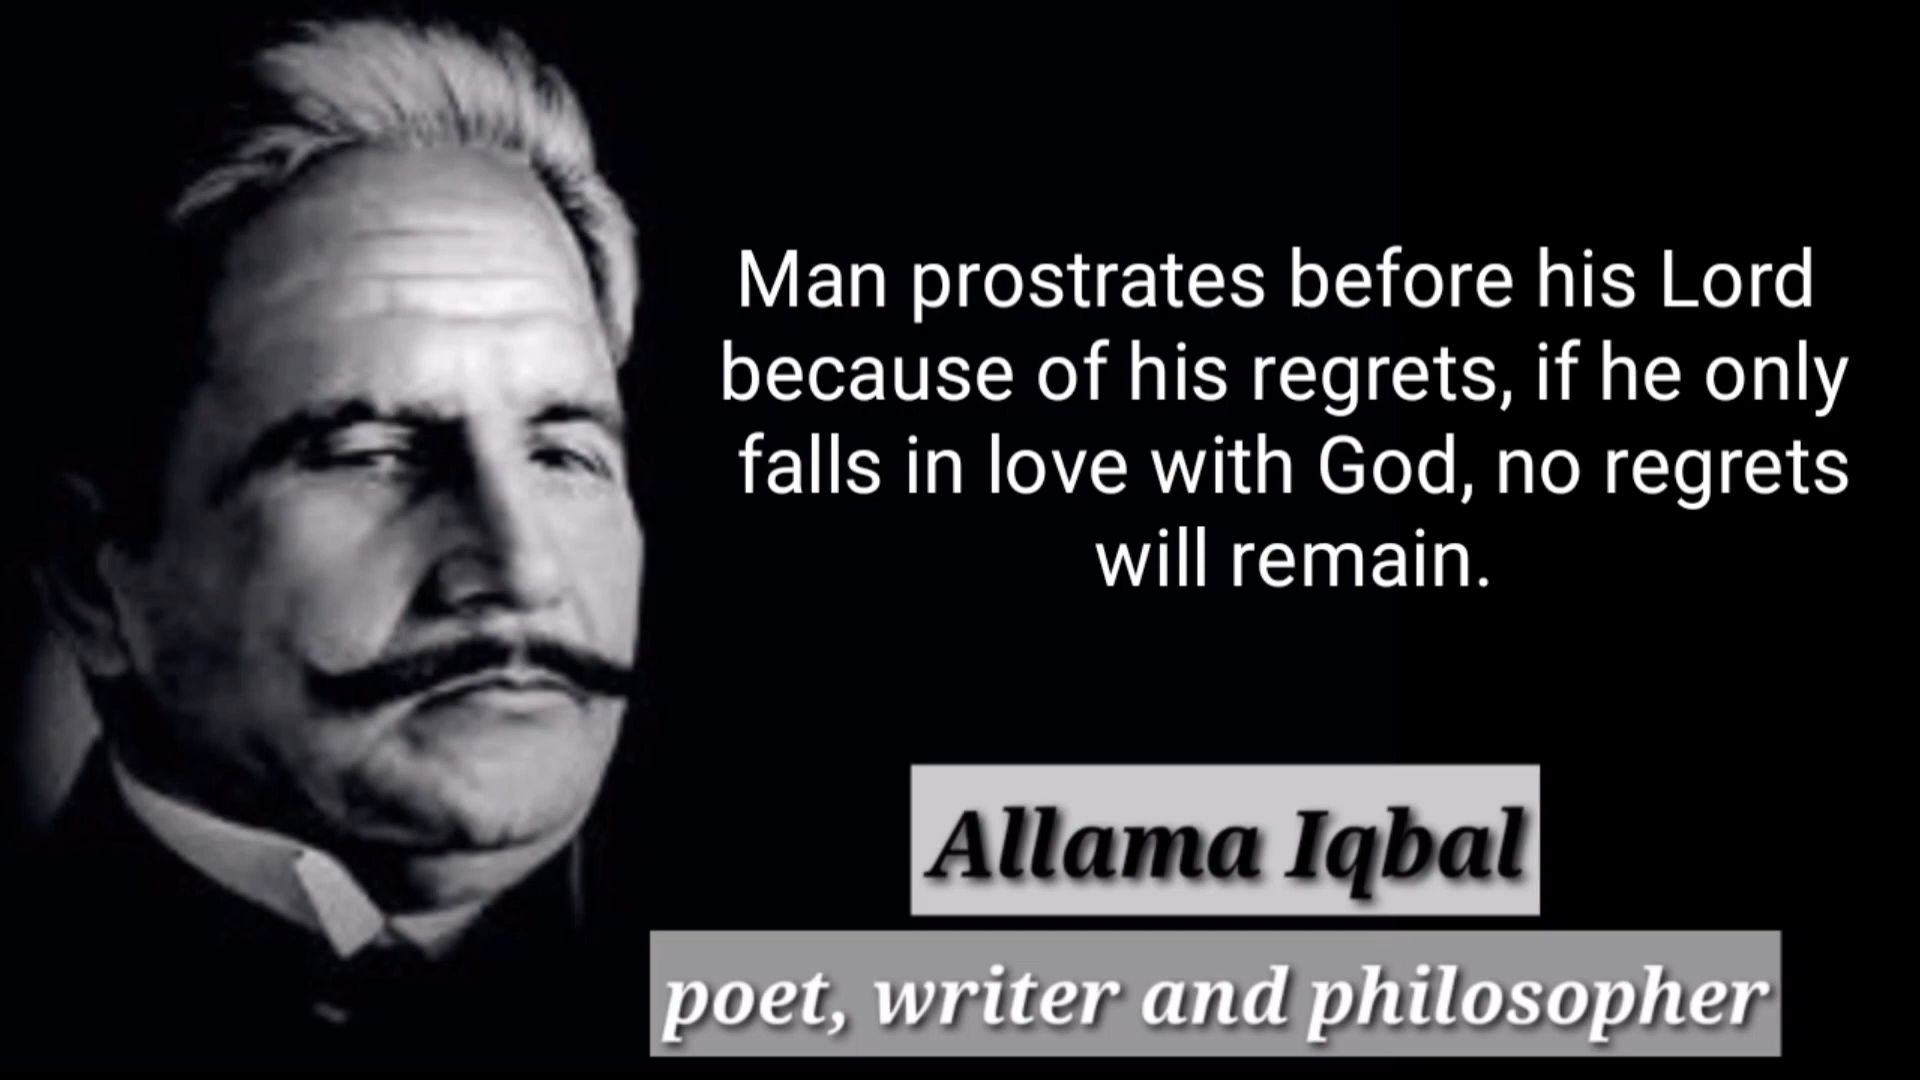 Man prostrates before his Lord
because of his regrets, if he only
falls in love with God, no regrets
will remain.
Allama Iqbal
poet, writer and philosopher